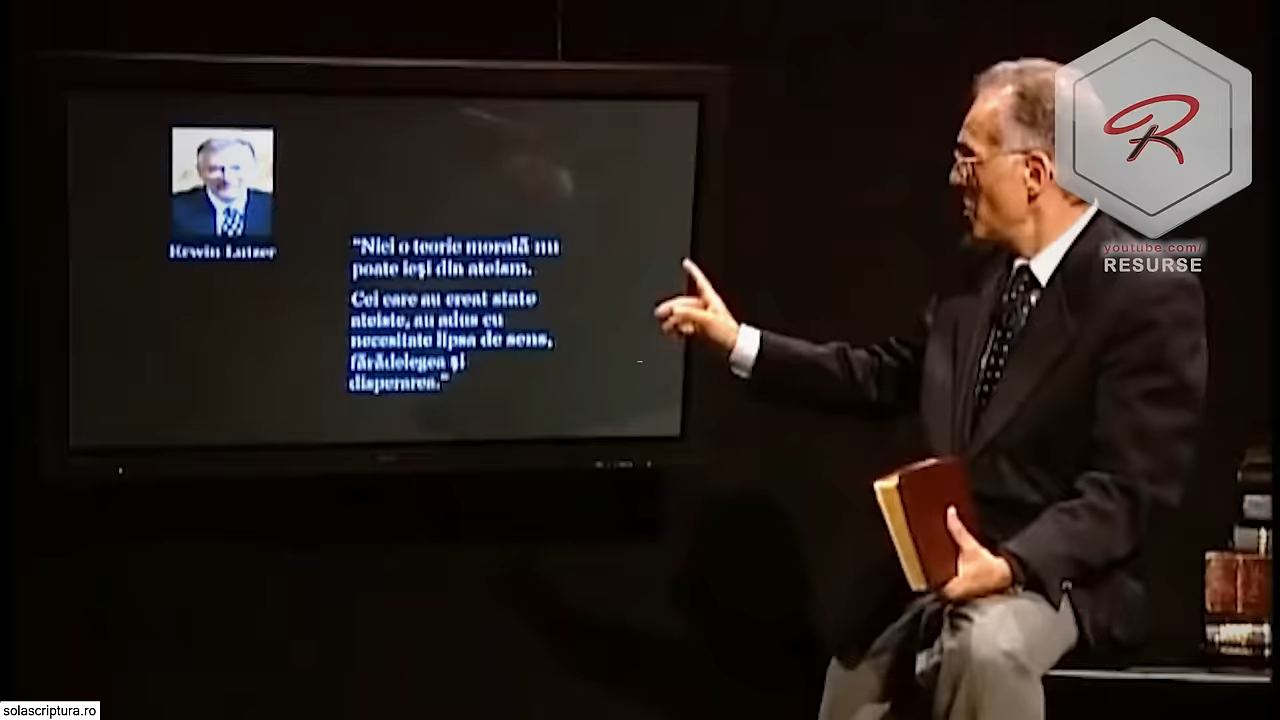 Erwin Lutzer
"Nici o teorie morală nu
poate ieşi din ateism.
Cei care au creat state
ateiste, au adus cu
necesitate lipsa de sens,
fărădelegea şi
disperarea."
R
youtube.com/
RESURSE
solascriptura.ro